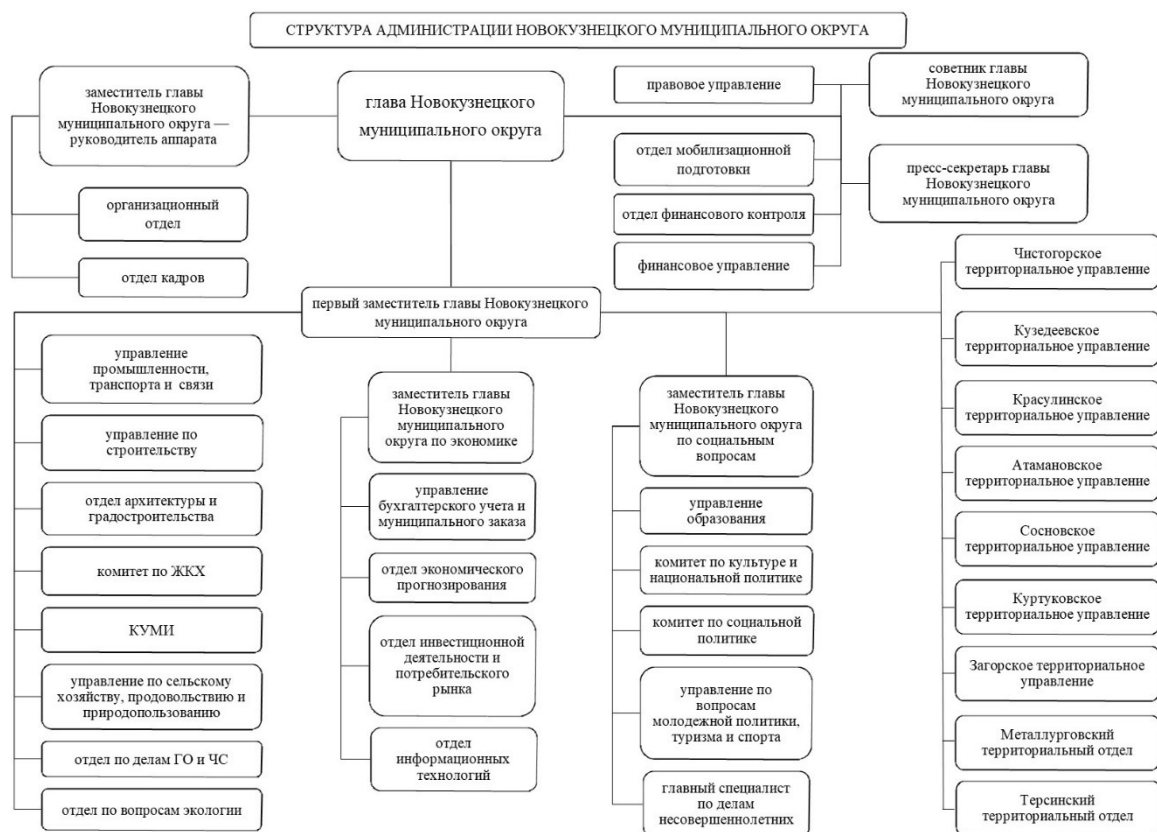 СТРУКТУРА АДМИНИСТРАЦИИ НОВОКУЗНЕЦКОГО МУНИЦИПАЛЬНОГО ОКРУГА
заместитель главы
Новокузнецкого
муниципального округа —
руководитель аппарата
организационный
отдел
отдел кадров
глава Новокузнецкого
муниципального округа
правовое управление
отдел мобилизационной
подготовки
отдел финансового контроля
финансовое управление
советник главы
Новокузнецкого
муниципального округа
пресс-секретарь главы
Новокузнецкого
муниципального округа
первый заместитель главы Новокузнецкого
муниципального округа
управление
промышленности,
транспорта и связи
управление по
строительству
отдел архитектуры и
градостроительства
комитет по ЖКХ
КУМИ
управление по сельскому
хозяйству, продовольствию и
природопользованию
отдел по делам ГО и ЧС
отдел по вопросам экологии
заместитель главы
Новокузнецкого
муниципального
округа по экономике
управление
бухгалтерского учета и
муниципального заказа
отдел экономического
прогнозирования
отдел инвестиционной
деятельности и
потребительского
рынка
отдел
информационных
технологий
заместитель главы
Новокузнецкого
муниципального округа
по социальным
вопросам
управление
образования
комитет по культуре и
национальной политике
комитет по социальной
политике
управление по
вопросам
молодежной политики,
туризма и спорта
главный специалист
по делам
несовершеннолетних
Чистогорское
территориальное управление
Кузедеевское
территориальное управление
Красулинское
территориальное управление
Атамановское
территориальное управление
Сосновское
территориальное управление
Куртуковское
территориальное управление
Загорское территориальное
управление
Металлурговский
территориальный отдел
Терсинский
территориальный отдел